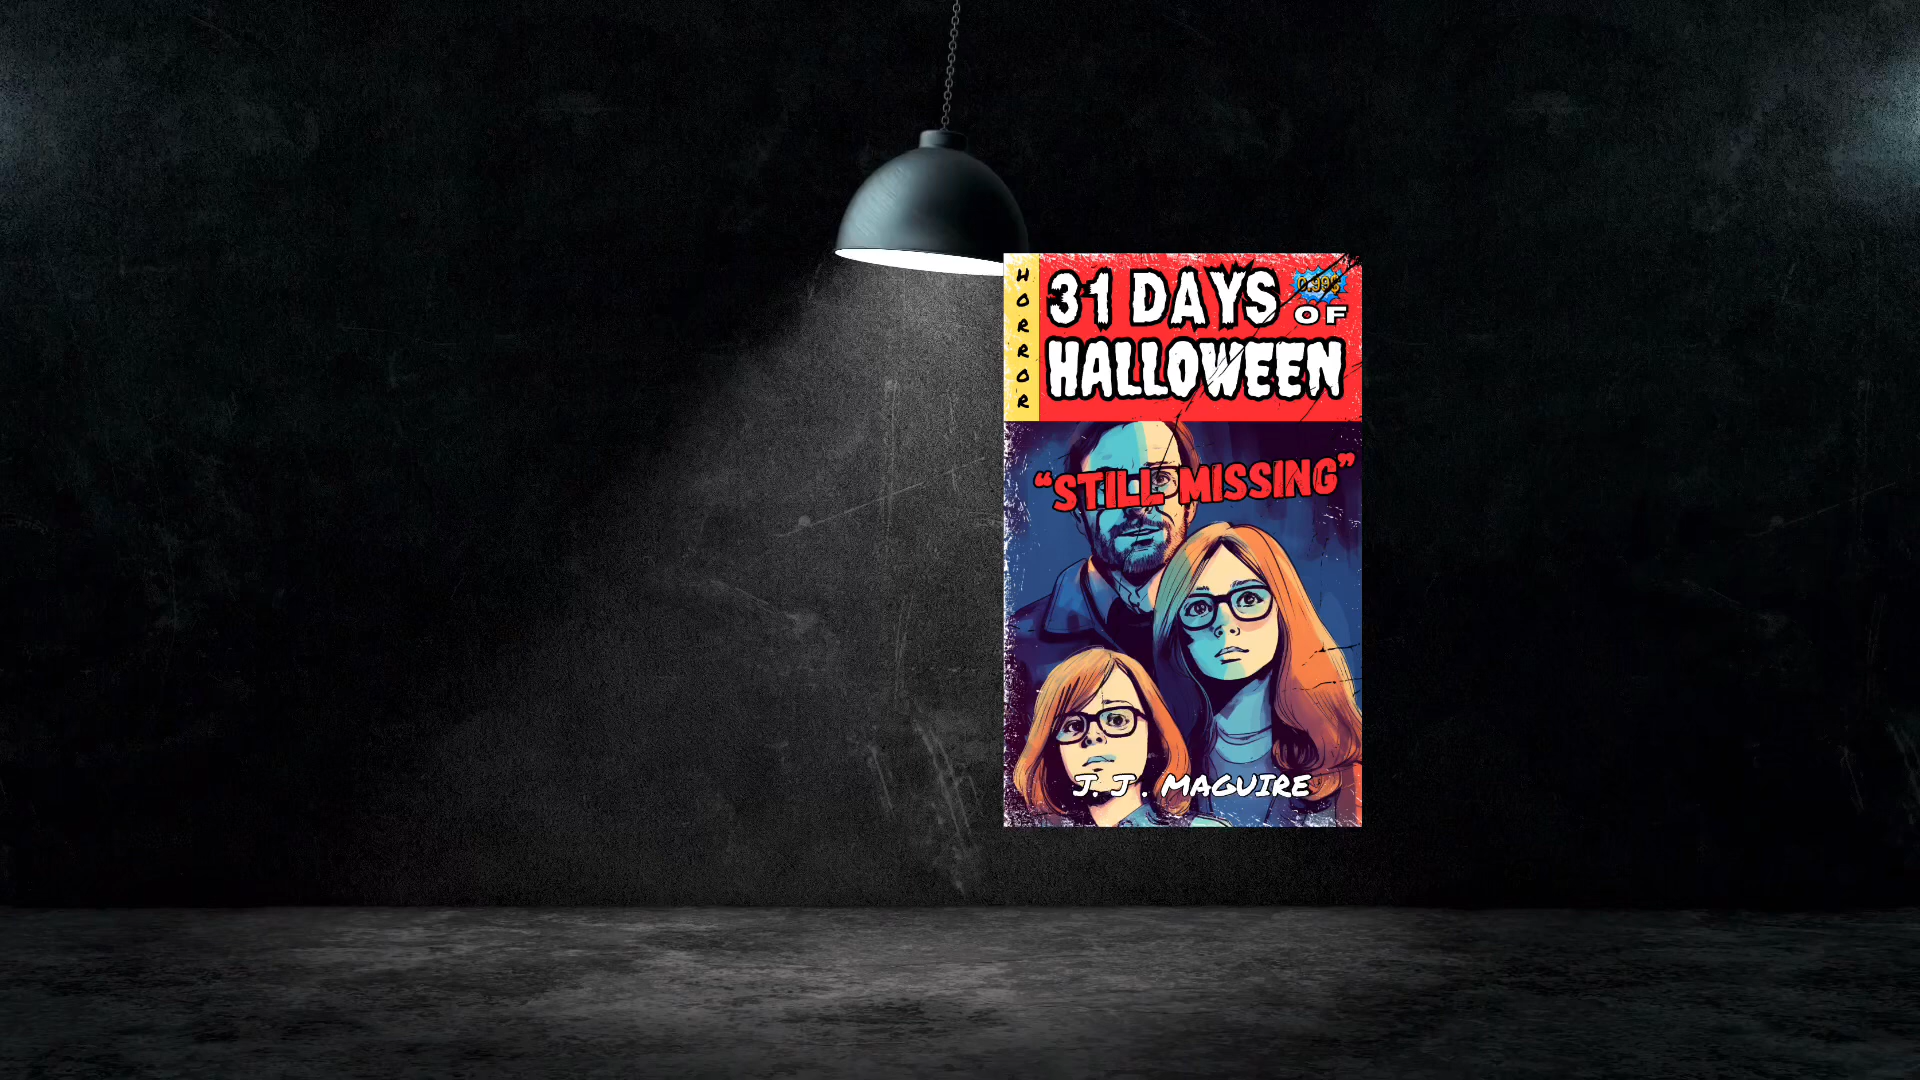 HORROR
31 DAYS
0.99¢
OF
HALLOWEEN
“STILL MISSING”
J. J. MAGUIRE